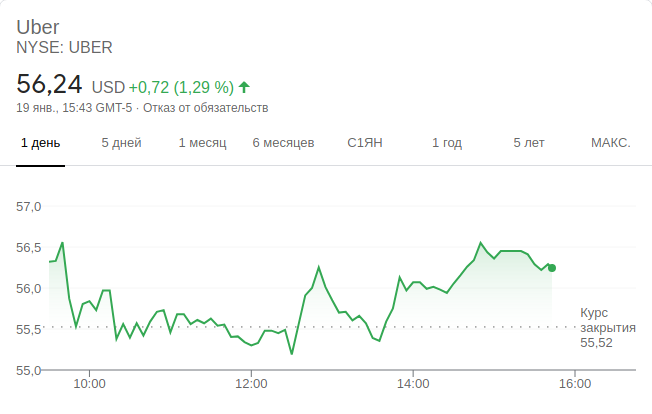 Uber
NYSE: UBER
56,24 USD +0,72 (1,29 %)
19 янв., 15:43 GMT-5 · Отказ от обязательств
1 день 5 дней 1 месяц 6 месяцев С1ЯН 1 год 5 лет МАКС.
57,0
56,5
56,0
55,5
55,0
Курс
закрытия
55,52
10:00 12:00 14:00 16:00